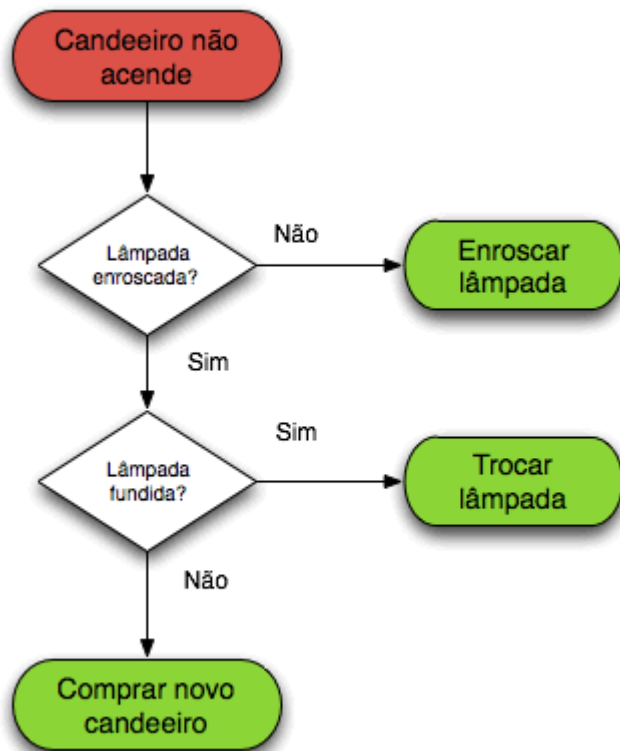 Candeeiro não
acende
Lâmpada
enroscada?
Não
Enroscar
lâmpada
Sim
Lâmpada
fundida?
Sim
Trocar
lâmpada
Não
Comprar novo
candeeiro